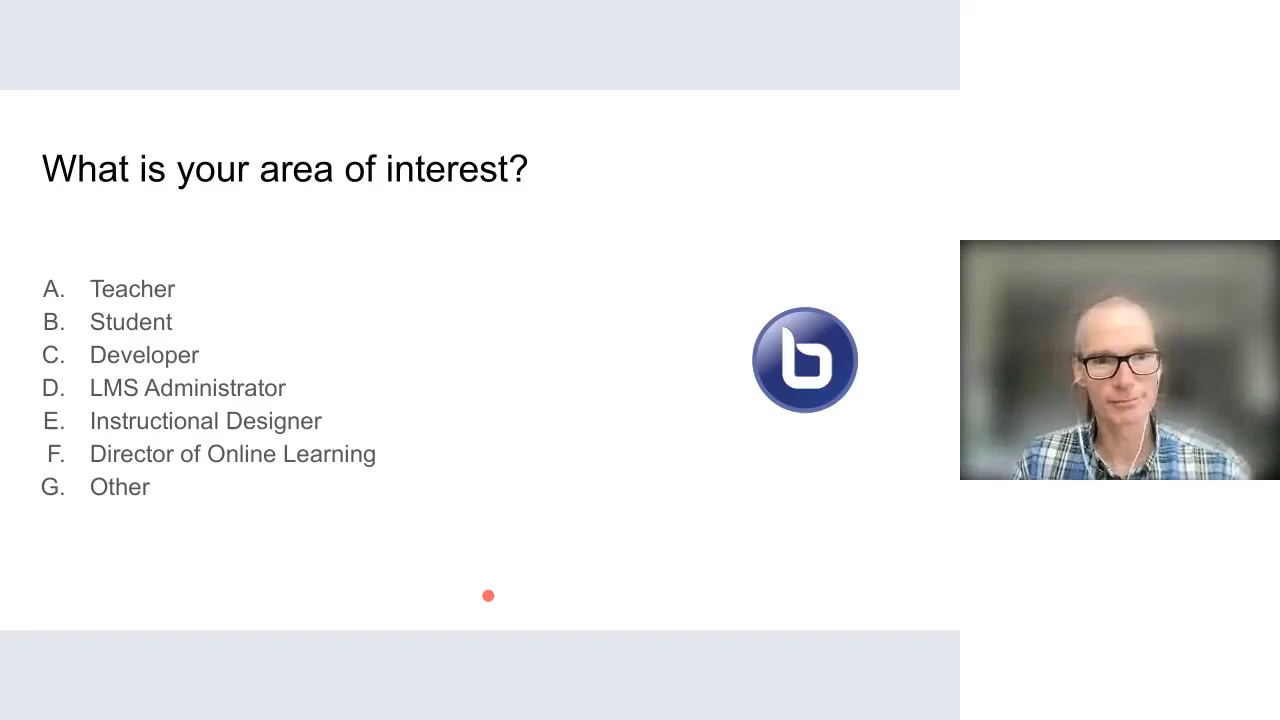 What is your area of interest?
A. Teacher
B. Student
C. Developer
D. LMS Administrator
E. Instructional Designer
F. Director of Online Learning
G. Other
b